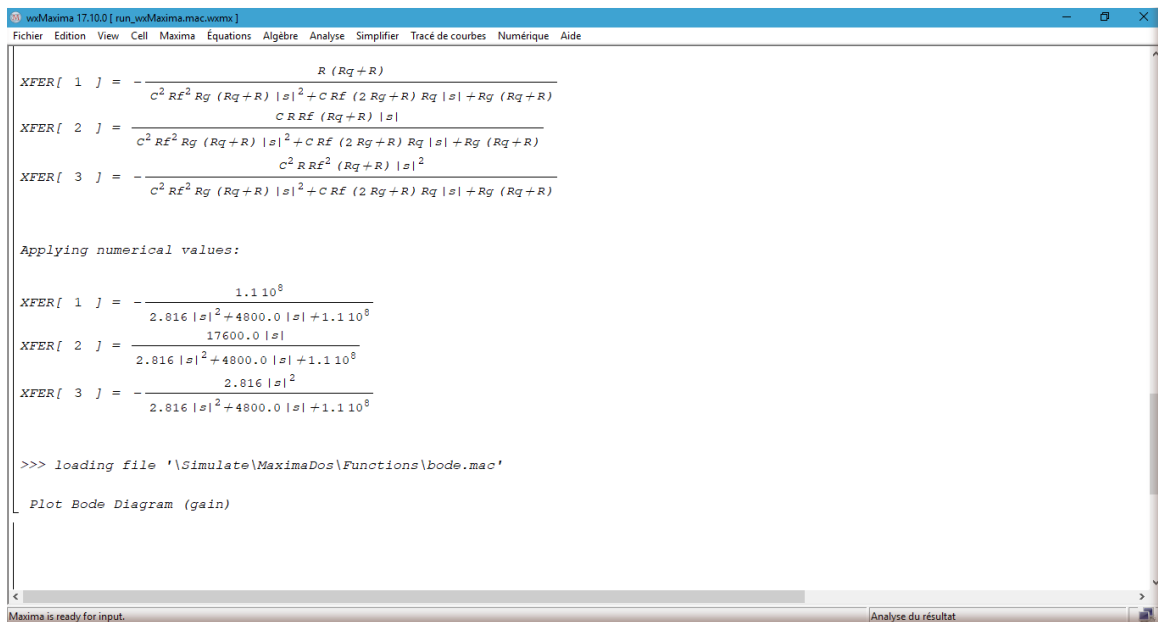 wxMaxima 17.10.0 [ run_wxMaxima.mac.wxmx ]
Fichier Edition View Cell Maxima Équations Algèbre Analyse Simplifier Tracé de courbes Numérique Aide
R (Rq+R)
XFER[ 1 ] = -
C² Rf² Rg (Rq+R) |s|²+C Rf (2 Rg+R) Rq |s|+Rg (Rq+R)
C R Rf (Rq+R) |s|
XFER[ 2 ] =
C² Rf² Rg (Rq+R) |s|²+C Rf (2 Rg+R) Rq |s|+Rg (Rq+R)
C² R Rf² (Rq+R) |s|²
XFER[ 3 ] = -
C² Rf² Rg (Rq+R) |s|²+C Rf (2 Rg+R) Rq |s|+Rg (Rq+R)
Applying numerical values:
1.1 10⁸
XFER[ 1 ] = -
2.816 |s|²+4800.0 |s|+1.1 10⁸
17600.0 |s|
XFER[ 2 ] =
2.816 |s|²+4800.0 |s|+1.1 10⁸
2.816 |s|²
XFER[ 3 ] = -
2.816 |s|²+4800.0 |s|+1.1 10⁸
>>> loading file '\Simulate\MaximaDos\Functions\bode.mac'
Plot Bode Diagram (gain)
Maxima is ready for input. Analyse du résultat